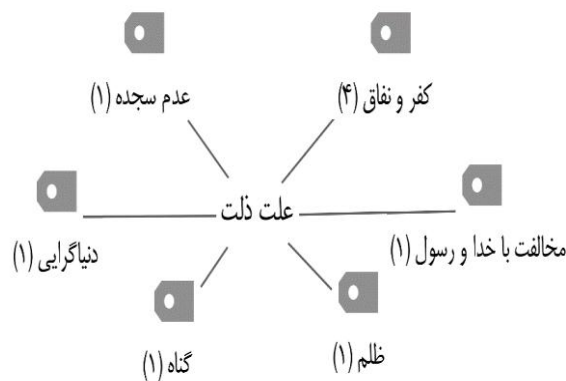 کفر و نفاق (۴)
عدم سجده (۱)
علت ذلت
مخالفت با خدا و رسول (۱)
دنیاگرایی (۱)
ظلم (۱)
گناه (۱)